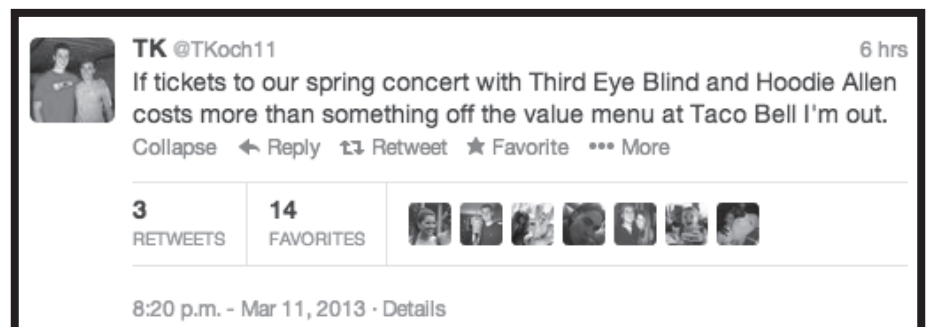 TK @TKoch11 6 hrs
If tickets to our spring concert with Third Eye Blind and Hoodie Allen
costs more than something off the value menu at Taco Bell I'm out.
Collapse Reply Retweet Favorite More
3 14
RETWEETS FAVORITES
8:20 p.m. - Mar 11, 2013 · Details